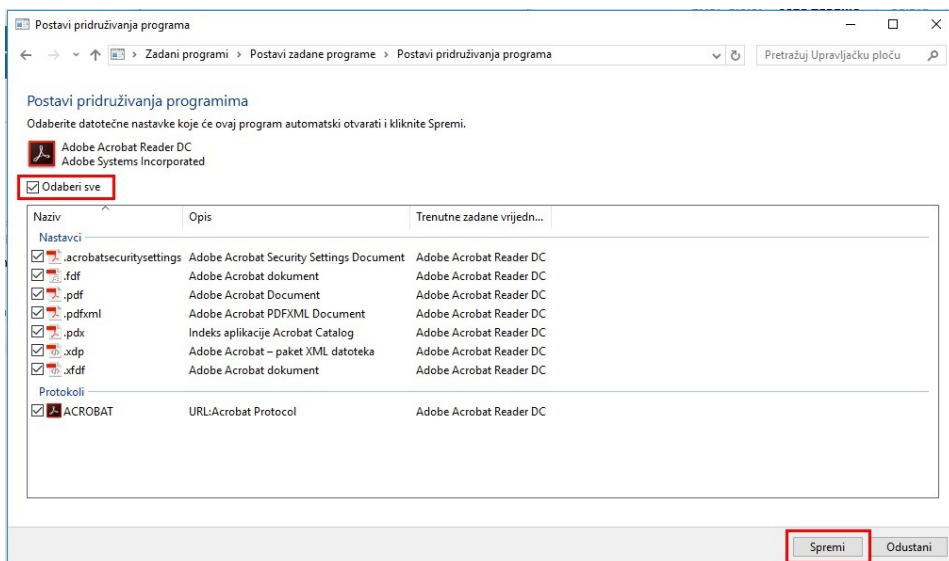 Postavi pridruživanja programa
Zadani programi > Postavi zadane programe > Postavi pridruživanja programa
Pretražuj Upravljačku ploču
Postavi pridruživanja programima
Odaberite datotečne nastavke koje će ovaj program automatski otvarati i kliknite Spremi.
Adobe Acrobat Reader DC
Adobe Systems Incorporated
Odaberi sve
Naziv Opis Trenutne zadane vrijedn...
Nastavci
.acrobatsecuritysettings Adobe Acrobat Security Settings Document Adobe Acrobat Reader DC
.fdf Adobe Acrobat dokument Adobe Acrobat Reader DC
.pdf Adobe Acrobat Document Adobe Acrobat Reader DC
.pdfxml Adobe Acrobat PDFXML Document Adobe Acrobat Reader DC
.pdx Indeks aplikacije Acrobat Catalog Adobe Acrobat Reader DC
.xdp Adobe Acrobat – paket XML datoteka Adobe Acrobat Reader DC
.xfdf Adobe Acrobat dokument Adobe Acrobat Reader DC
Protokoli
ACROBAT URL:Acrobat Protocol Adobe Acrobat Reader DC
Spremi Odustani